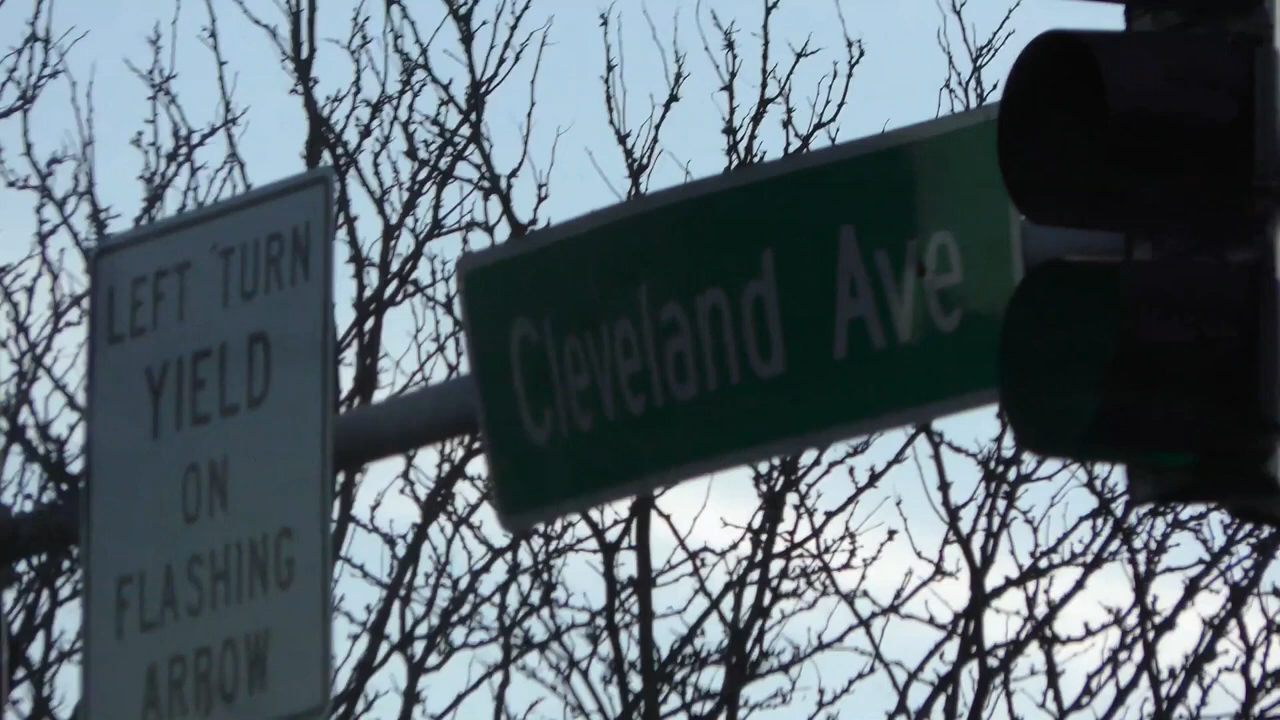 LEFT TURN
YIELD
ON
FLASHING
ARROW
Cleveland Ave